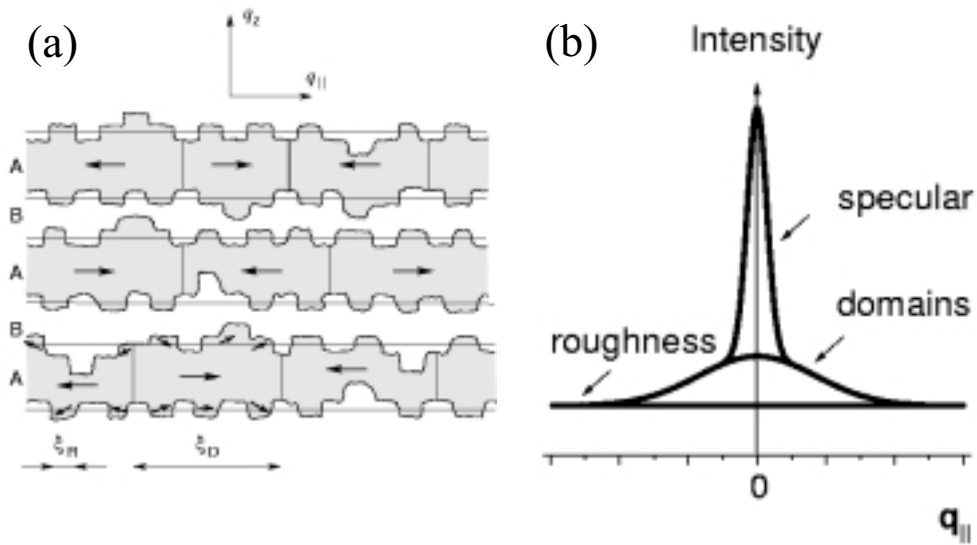 (a)
q_z
q_||
A
B
A
B
A
ξ_R
ξ_D
(b)
Intensity
specular
domains
roughness
0
q_||